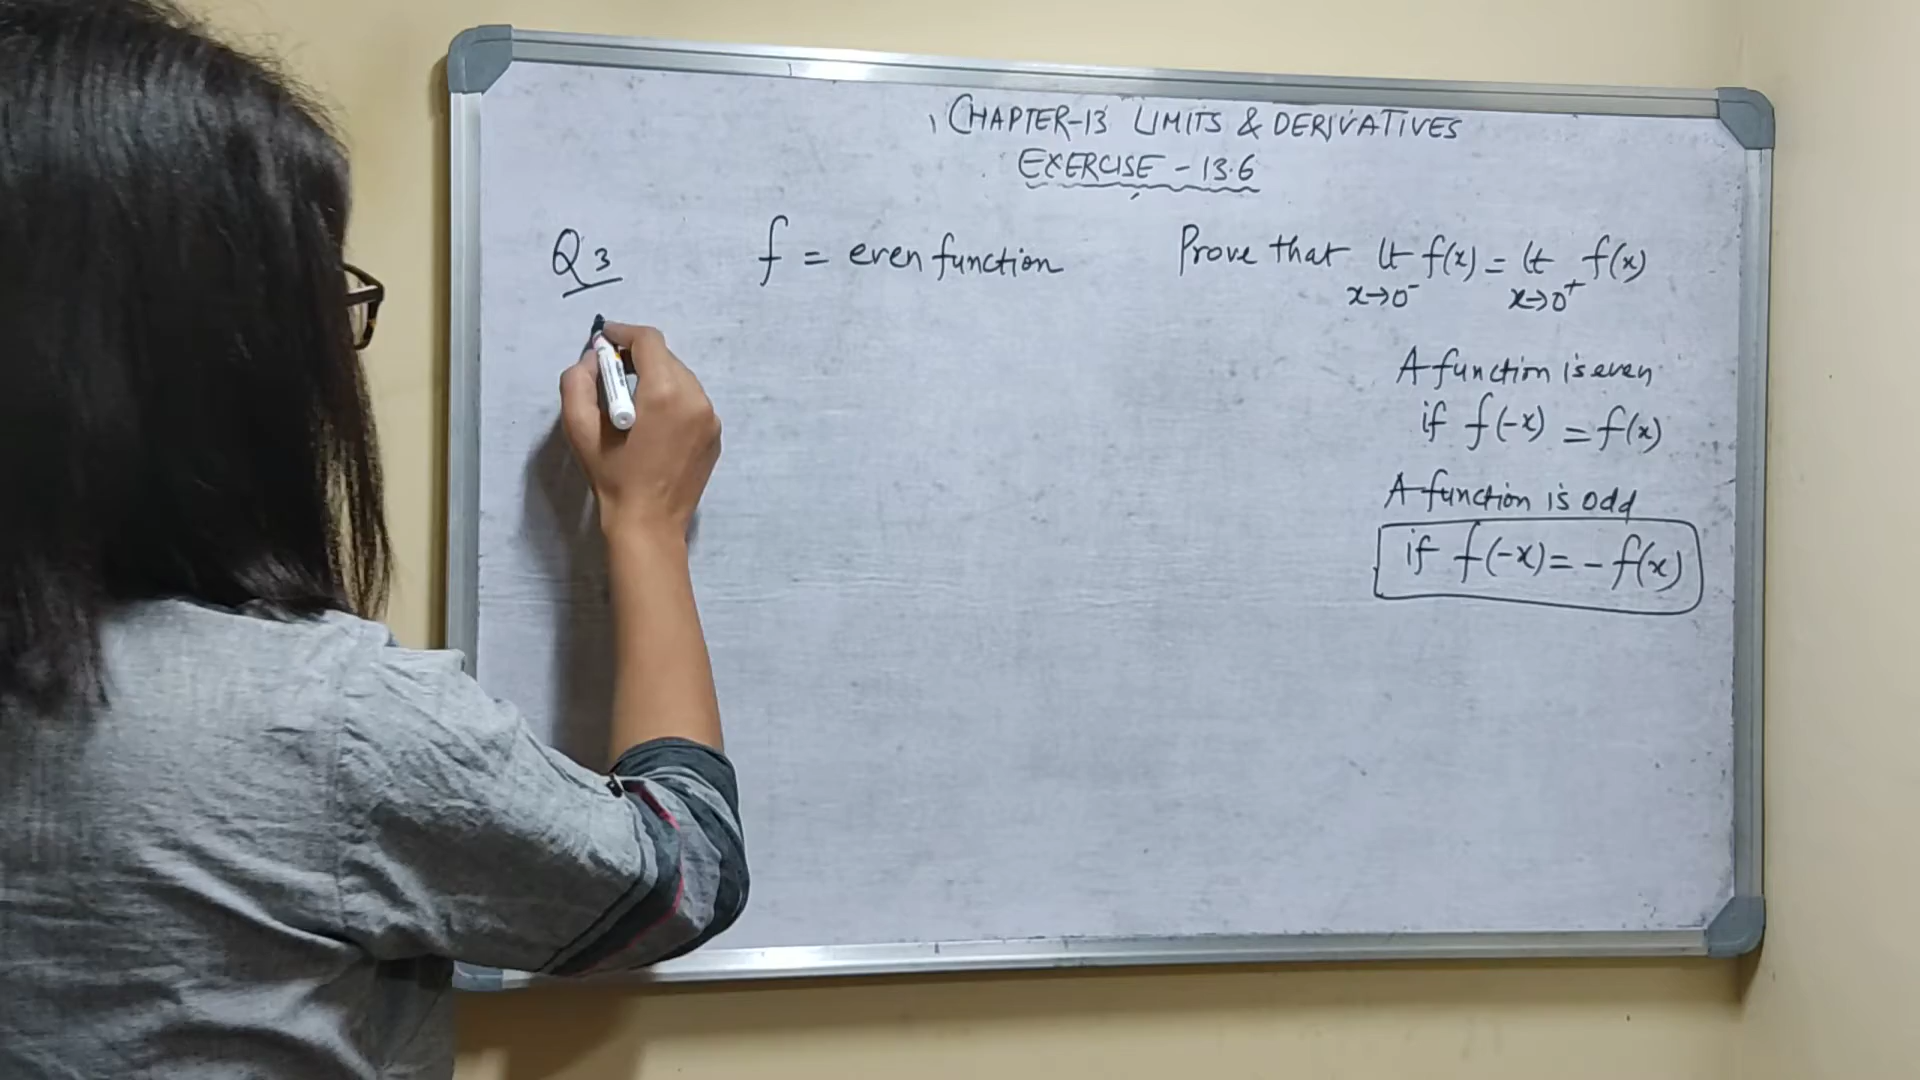 CHAPTER-13 LIMITS & DERIVATIVES
EXERCISE - 13.6
Q3 f = even function Prove that lt f(x) = lt f(x)
x→0⁻ x→0⁺
A function is even
if f(-x) = f(x)
A function is odd
if f(-x) = - f(x)